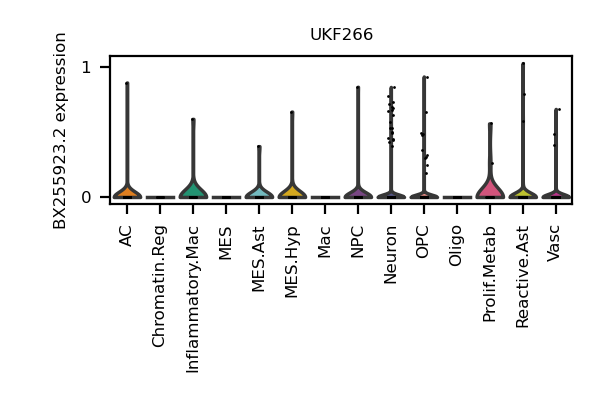 UKF266
BX255923.2 expression
1
0
AC
Chromatin.Reg
Inflammatory.Mac
MES
MES.Ast
MES.Hyp
Mac
NPC
Neuron
OPC
Oligo
Prolif.Metab
Reactive.Ast
Vasc